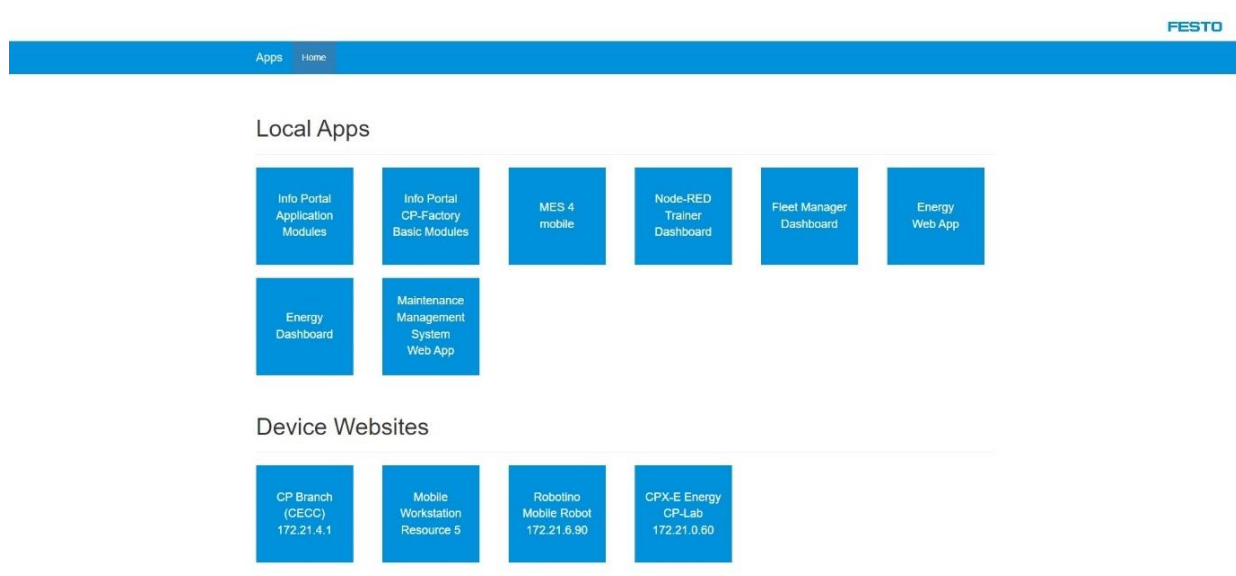 FESTO
Apps Home
Local Apps
Info Portal
Application
Modules
Info Portal
CP-Factory
Basic Modules
MES 4
mobile
Node-RED
Trainer
Dashboard
Fleet Manager
Dashboard
Energy
Web App
Energy
Dashboard
Maintenance
Management
System
Web App
Device Websites
CP Branch
(CECC)
172.21.4.1
Mobile
Workstation
Resource 5
Robotino
Mobile Robot
172.21.6.90
CPX-E Energy
CP-Lab
172.21.0.60